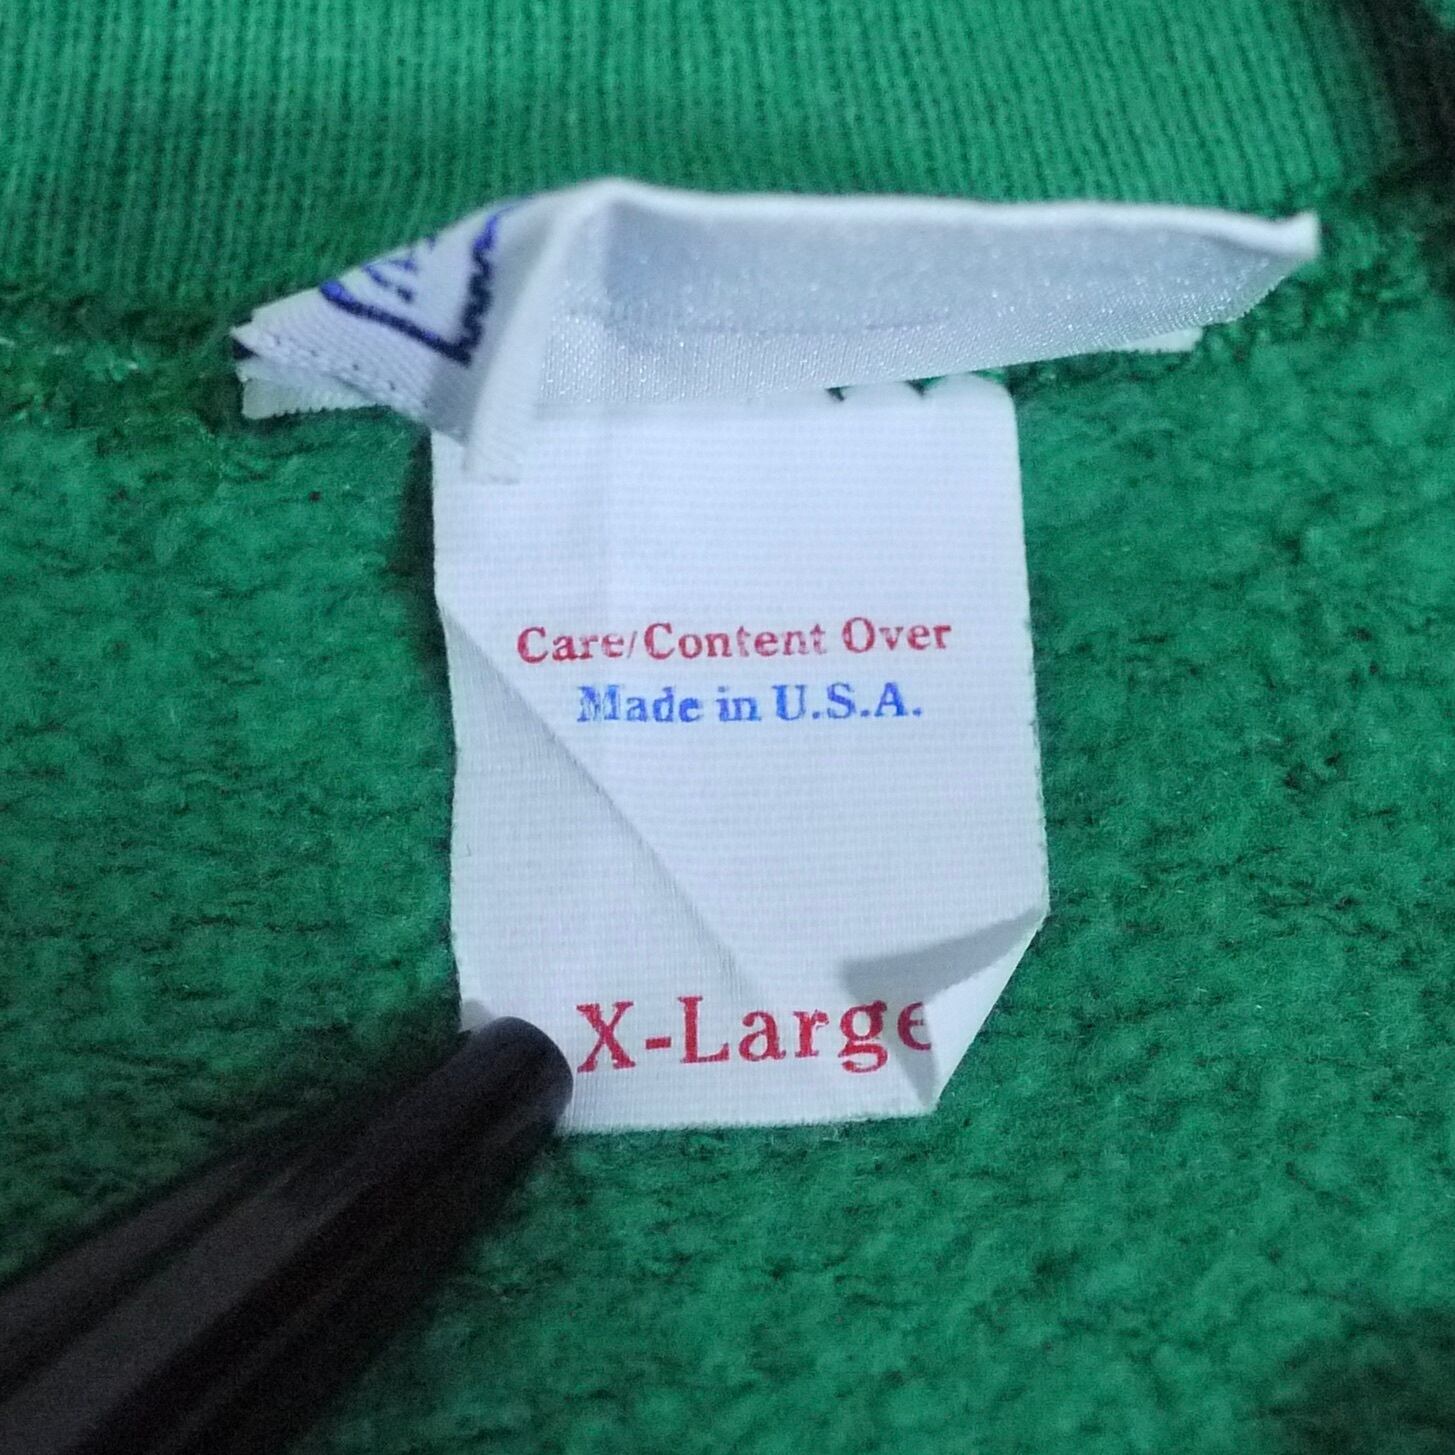 Care/Content Over
Made in U.S.A.
X-Large